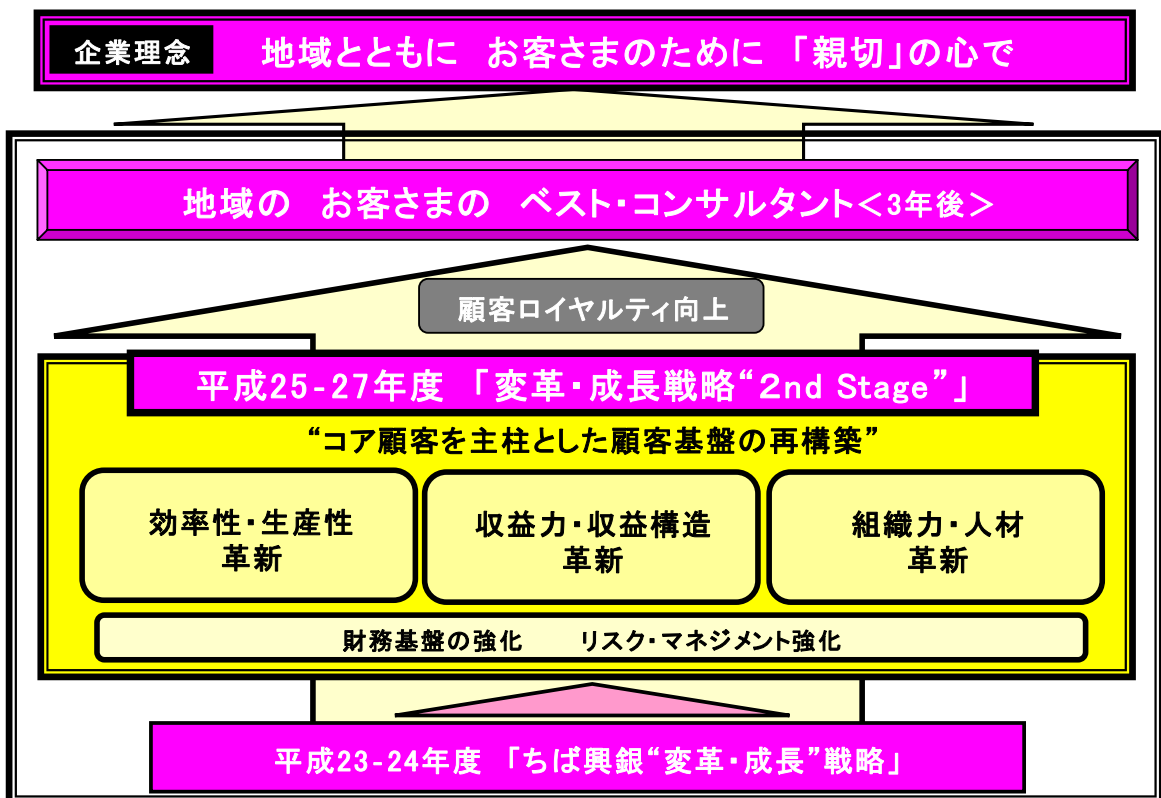 企業理念 地域とともに お客さまのために 「親切」の心で
地域の お客さまの ベスト・コンサルタント<3年後>
顧客ロイヤルティ向上
平成25-27年度 「変革・成長戦略“2nd Stage”」
“コア顧客を主柱とした顧客基盤の再構築”
効率性・生産性
革新
収益力・収益構造
革新
組織力・人材
革新
財務基盤の強化 リスク・マネジメント強化
平成23-24年度 「ちば興銀“変革・成長”戦略」